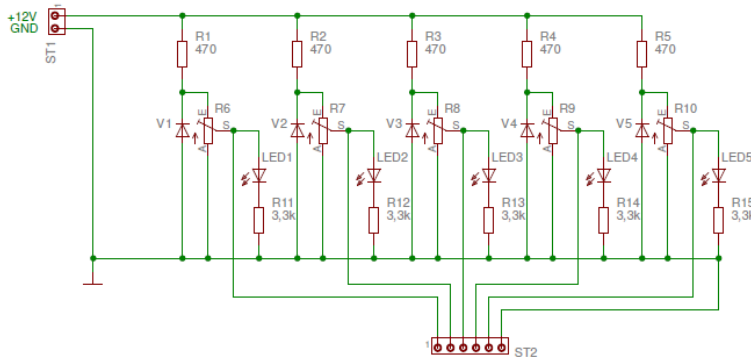 +12V
GND
1
ST1
R1
470
R2
470
R3
470
R4
470
R5
470
V1
E
R6
S
A
V2
E
R7
S
A
V3
E
R8
S
A
V4
E
R9
S
A
V5
E
R10
S
A
LED1
LED2
LED3
LED4
LED5
R11
3,3k
R12
3,3k
R13
3,3k
R14
3,3k
R15
3,3k
1
ST2